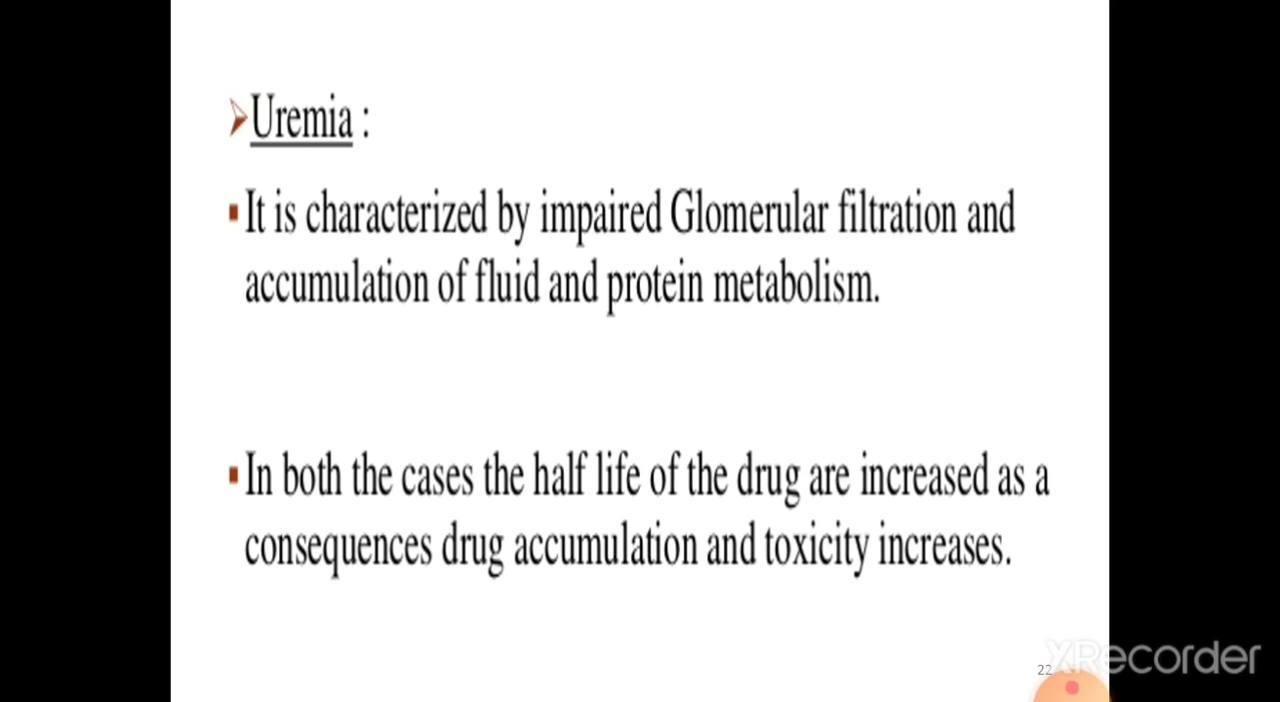 Uremia :
It is characterized by impaired Glomerular filtration and
accumulation of fluid and protein metabolism.
In both the cases the half life of the drug are increased as a
consequences drug accumulation and toxicity increases.
22
XRecorder